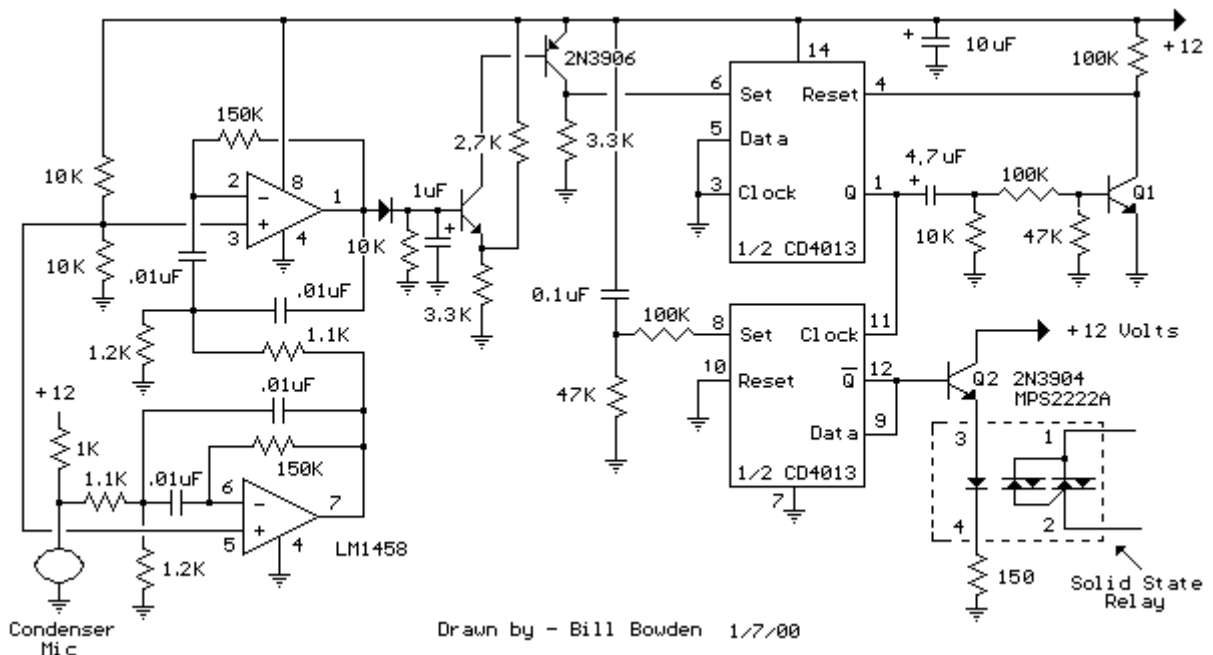 +12
10uF
100K
2N3906
14
6
Set
Reset
4
150K
2.7K
3.3K
5
Data
4.7uF
10K
2
8
1
1uF
3
Clock
Q
1
100K
Q1
-
+
3
4
10K
1/2 CD4013
10K
47K
10K
.01uF
.01uF
3.3K
0.1uF
100K
8
Set
Clock
11
+12 Volts
1.2K
1.1K
10
Reset
Q
12
Q2
2N3904
MPS2222A
+12
.01uF
47K
Data
9
3
1
1K
150K
1/2 CD4013
1.1K
.01uF
6
-
7
7
+
5
4
LM1458
4
2
1.2K
150
Solid State
Relay
Condenser
Mic
Drawn by - Bill Bowden 1/7/00